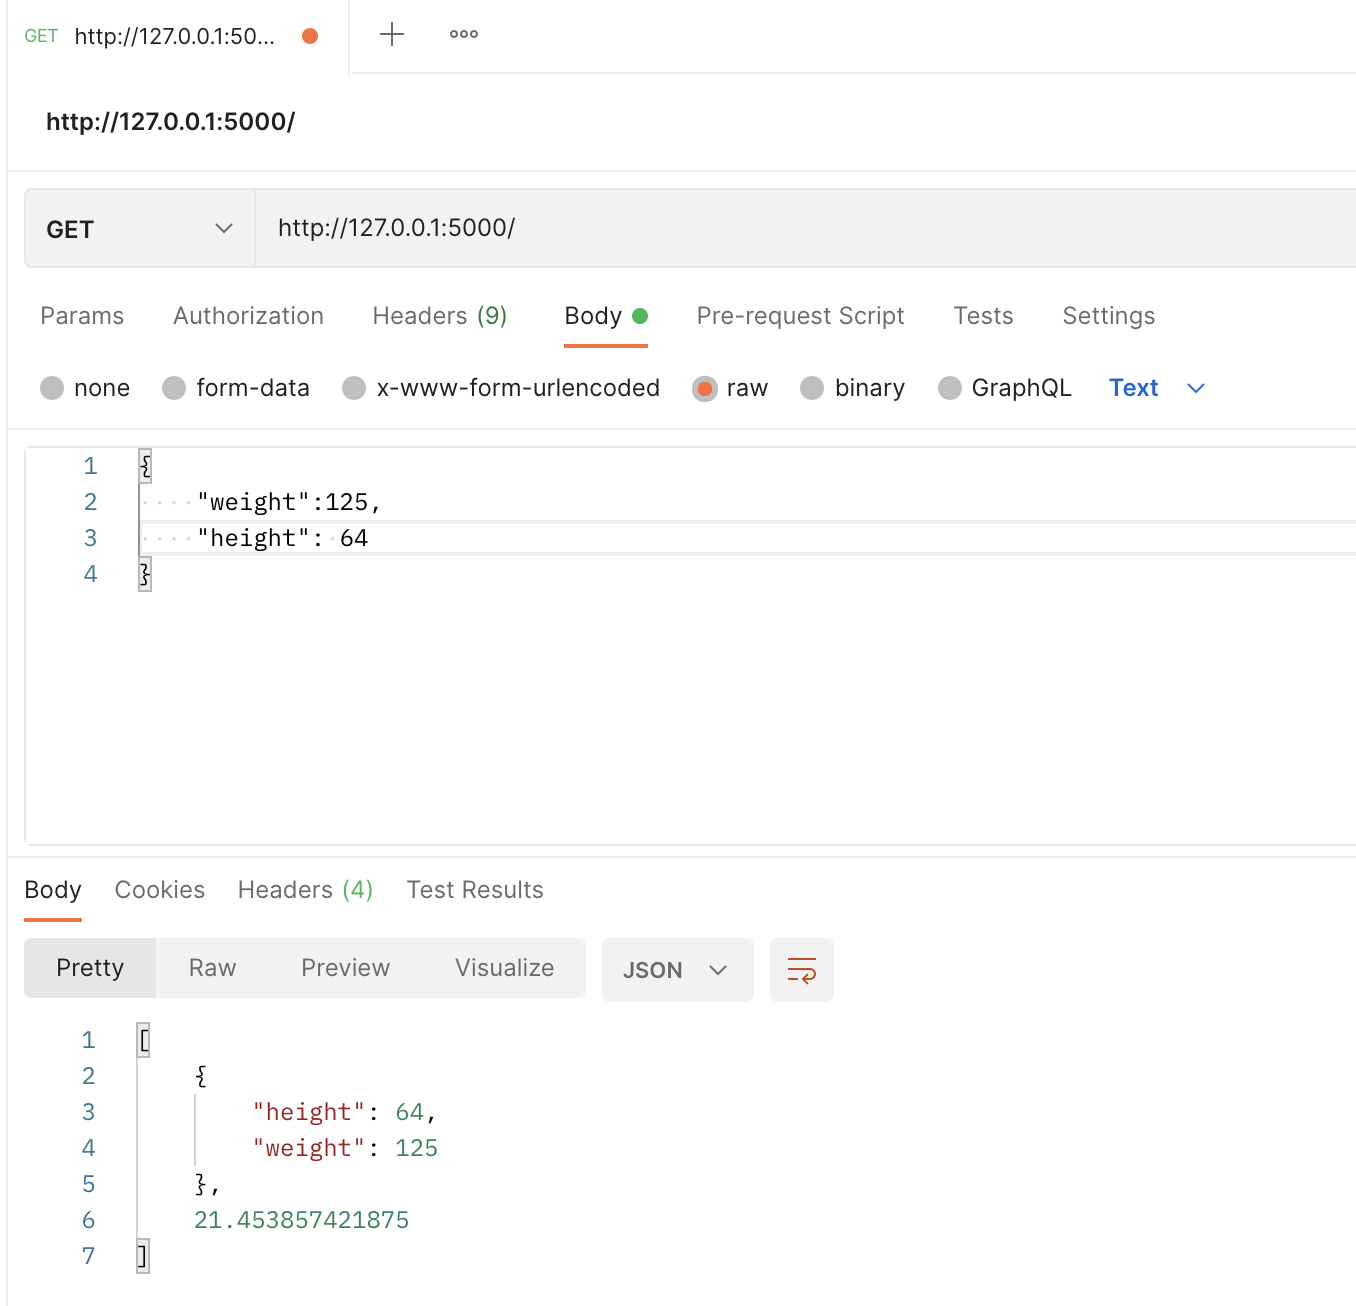 GET http://127.0.0.1:50...
http://127.0.0.1:5000/
GET http://127.0.0.1:5000/
Params Authorization Headers (9) Body Pre-request Script Tests Settings
none form-data x-www-form-urlencoded raw binary GraphQL Text
1 {
2 "weight":125,
3 "height": 64
4 }
Body Cookies Headers (4) Test Results
Pretty Raw Preview Visualize JSON
1 [
2 {
3 "height": 64,
4 "weight": 125
5 },
6 21.453857421875
7 ]